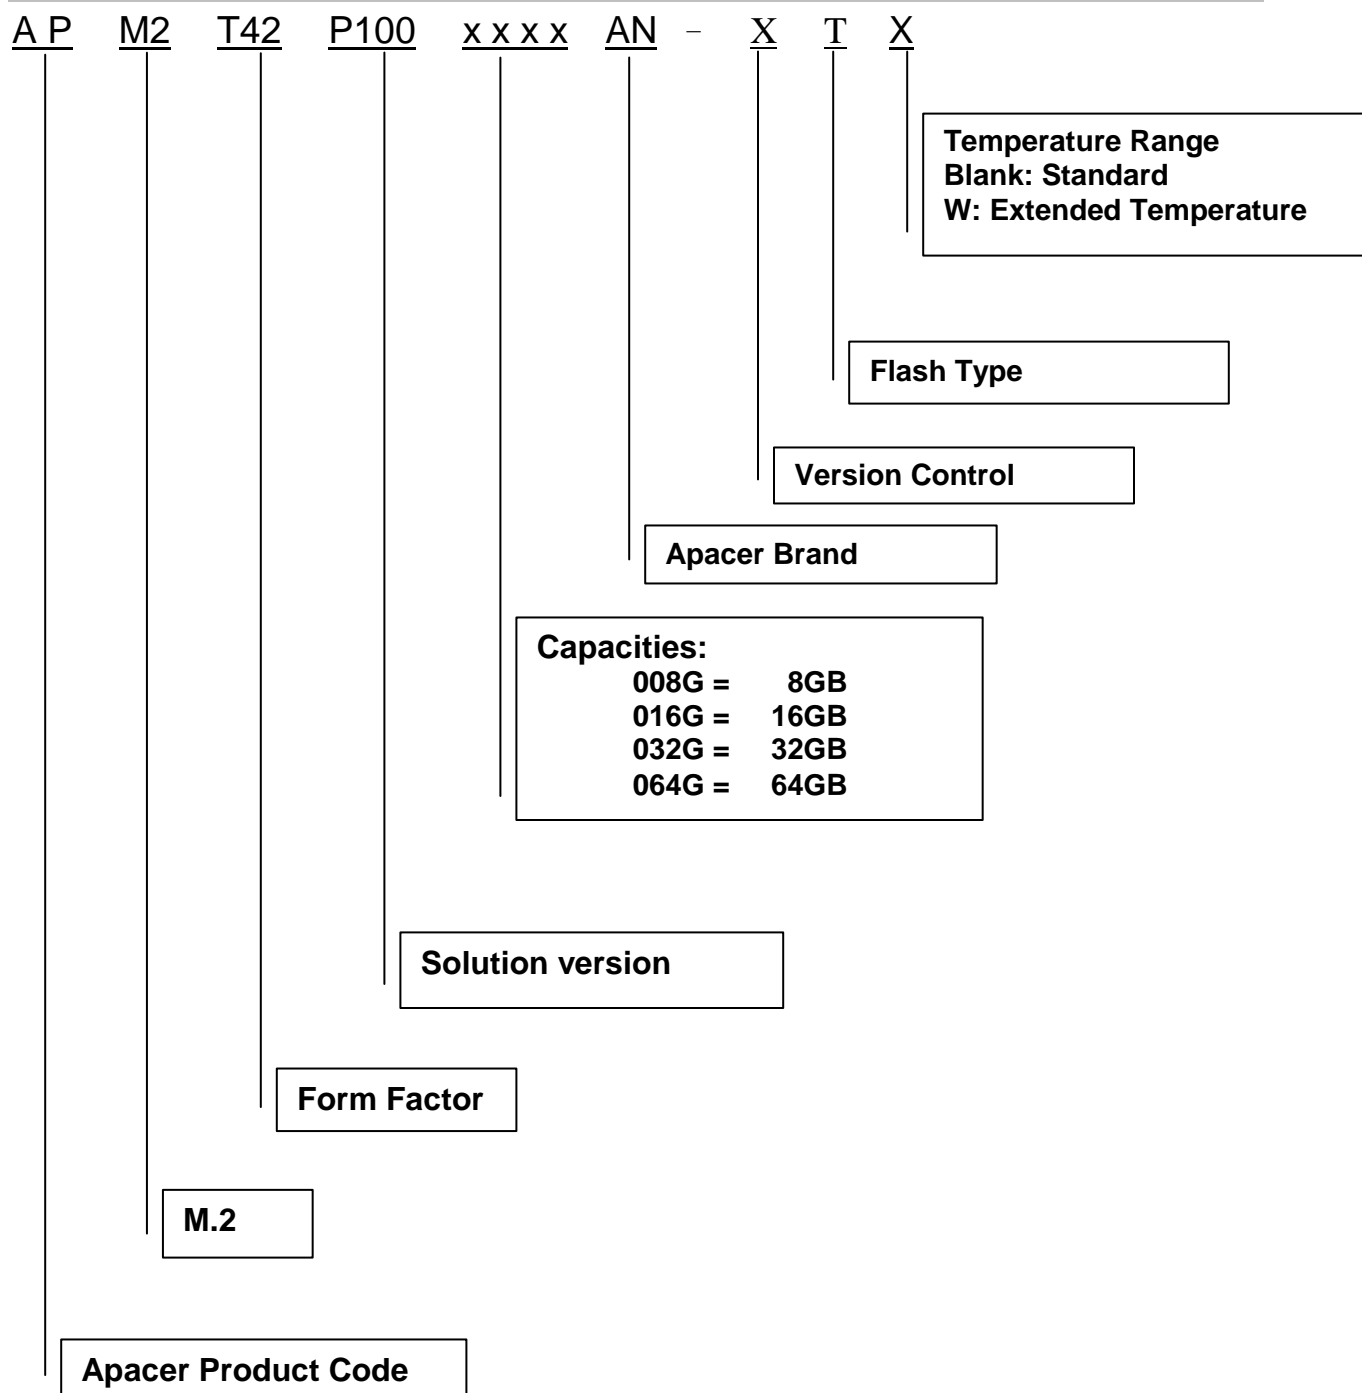 A P M2 T42 P100 x x x x AN – X T X
Temperature Range
Blank: Standard
W: Extended Temperature
Flash Type
Version Control
Apacer Brand
Capacities:
008G = 8GB
016G = 16GB
032G = 32GB
064G = 64GB
Solution version
Form Factor
M.2
Apacer Product Code